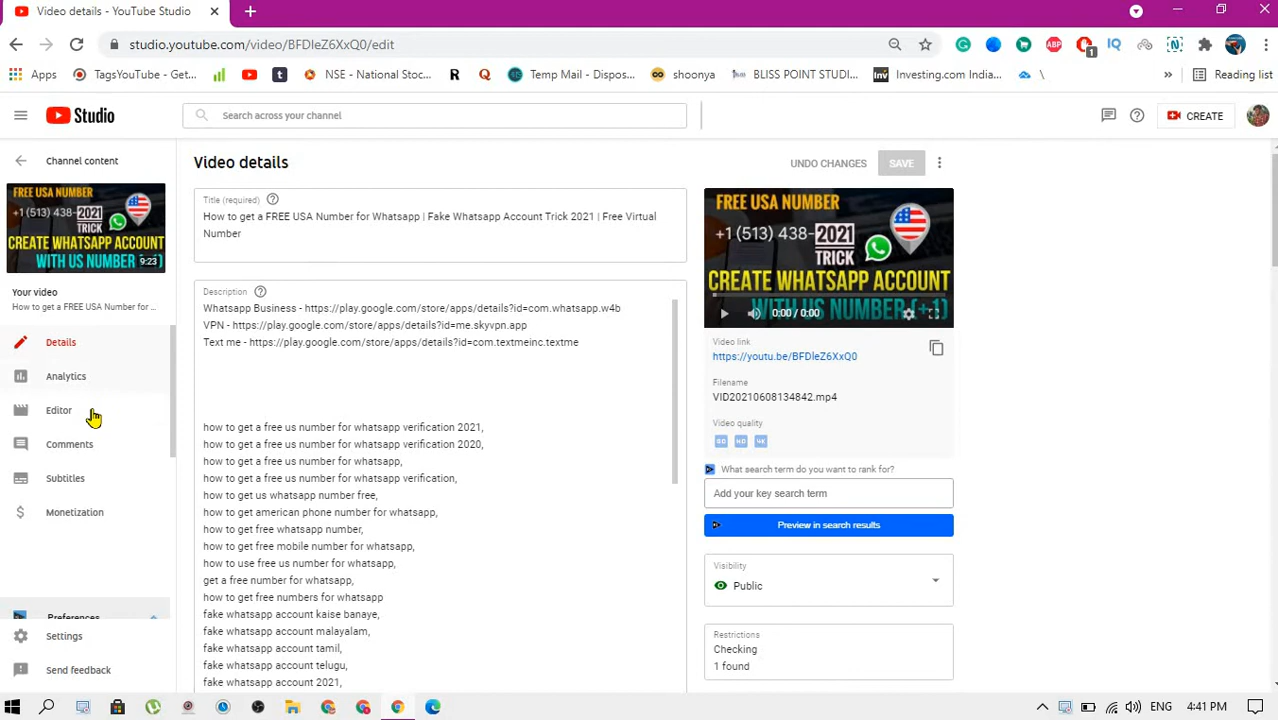 Video details - YouTube Studio
studio.youtube.com/video/BFDleZ6XxQ0/edit
1
Apps
TagsYouTube - Get...
t
NSE - National Stoc...
R
Temp Mail - Dispos...
shoonya
BLISS POINT STUDI...
Inv
Investing.com India...
\
»
Reading list
ABP
IQ
Studio
Search across your channel
CREATE
Channel content
Video details
UNDO CHANGES
SAVE
FREE USA NUMBER
+1 (513) 438-
2021
TRICK
CREATE WHATSAPP ACCOUNT
WITH US NUMBER (+1)
9:23
Your video
How to get a FREE USA Number for ...
Details
Analytics
Editor
Comments
Subtitles
Monetization
Preferences
Settings
Send feedback
Title (required)
How to get a FREE USA Number for Whatsapp | Fake Whatsapp Account Trick 2021 | Free Virtual
Number
Description
Whatsapp Business - https://play.google.com/store/apps/details?id=com.whatsapp.w4b
VPN - https://play.google.com/store/apps/details?id=me.skyvpn.app
Text me - https://play.google.com/store/apps/details?id=com.textmeinc.textme
how to get a free us number for whatsapp verification 2021,
how to get a free us number for whatsapp verification 2020,
how to get a free us number for whatsapp,
how to get a free us number for whatsapp verification,
how to get us whatsapp number free,
how to get american phone number for whatsapp,
how to get free whatsapp number,
how to get free mobile number for whatsapp,
how to use free us number for whatsapp,
get a free number for whatsapp,
how to get free numbers for whatsapp
fake whatsapp account kaise banaye,
fake whatsapp account malayalam,
fake whatsapp account tamil,
fake whatsapp account telugu,
fake whatsapp account 2021,
FREE USA NUMBER
+1 (513) 438-
2021
TRICK
CREATE WHATSAPP ACCOUNT
WITH US NUMBER (+1)
0:00 / 0:00
Video link
https://youtu.be/BFDleZ6XxQ0
Filename
VID20210608134842.mp4
Video quality
SD HD 4K
What search term do you want to rank for?
Add your key search term
Preview in search results
Visibility
Public
Restrictions
Checking
1 found
ENG
4:41 PM